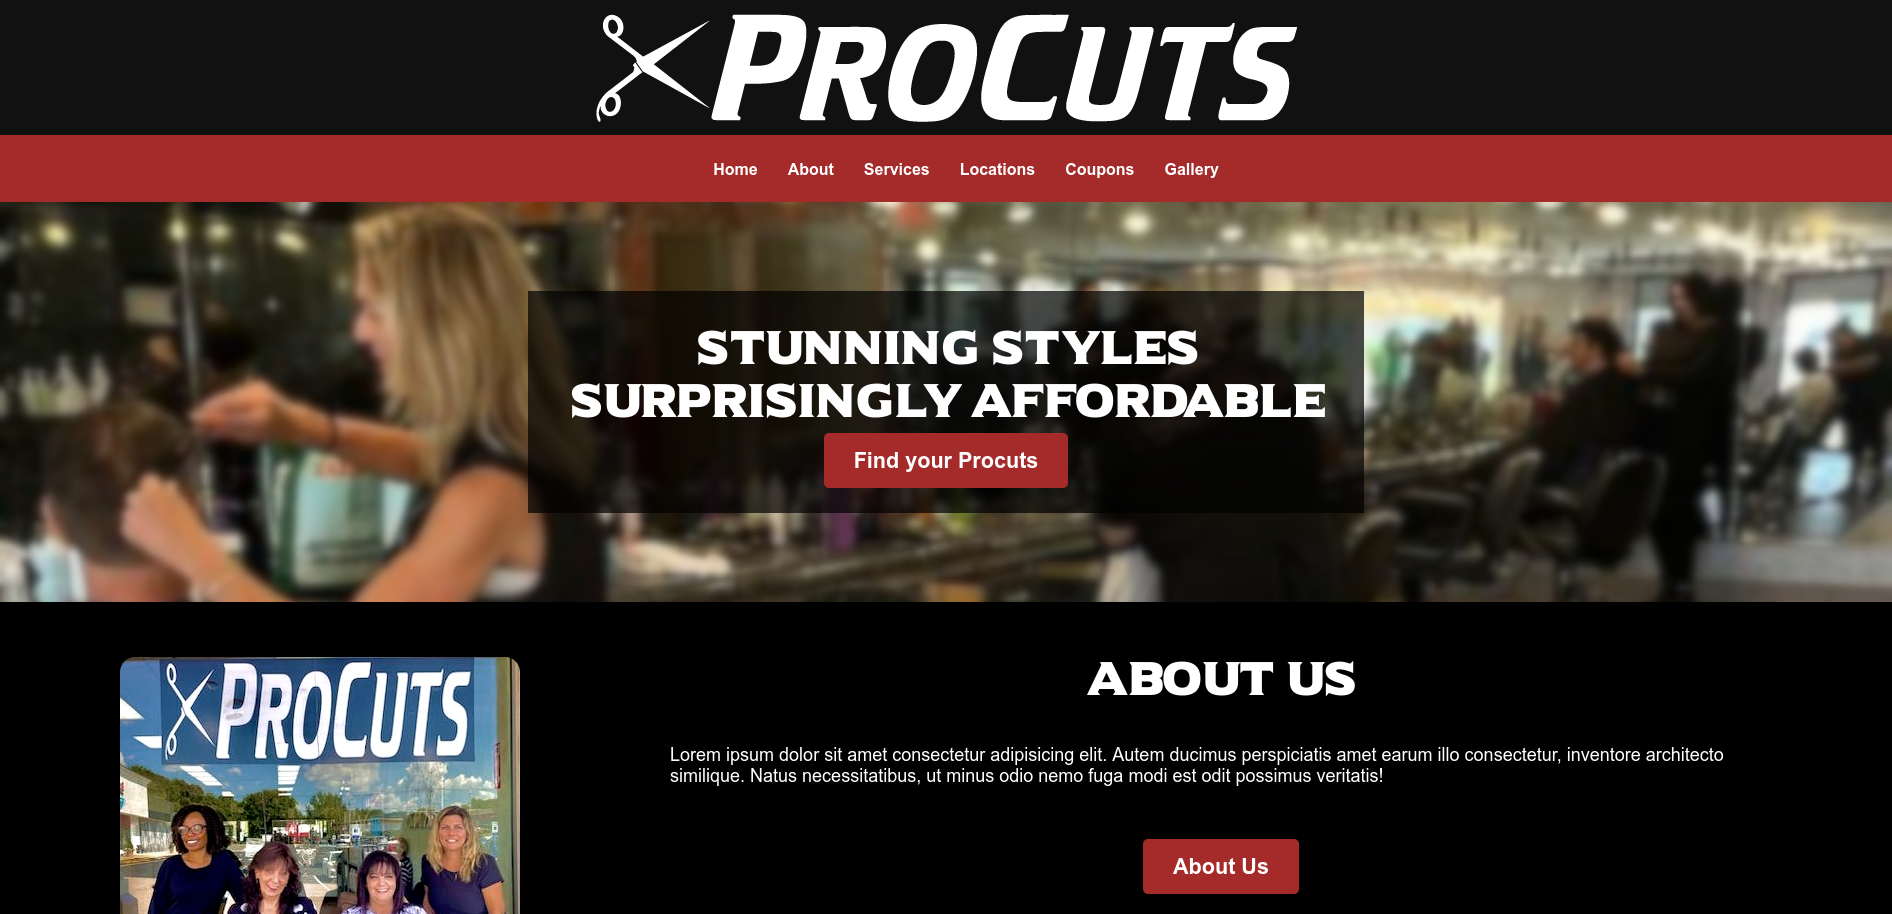 PROCUTS
Home About Services Locations Coupons Gallery
STUNNING STYLES
SURPRISINGLY AFFORDABLE
Find your Procuts
PROCUTS
ABOUT US
Lorem ipsum dolor sit amet consectetur adipisicing elit. Autem ducimus perspiciatis amet earum illo consectetur, inventore architecto
similique. Natus necessitatibus, ut minus odio nemo fuga modi est odit possimus veritatis!
About Us